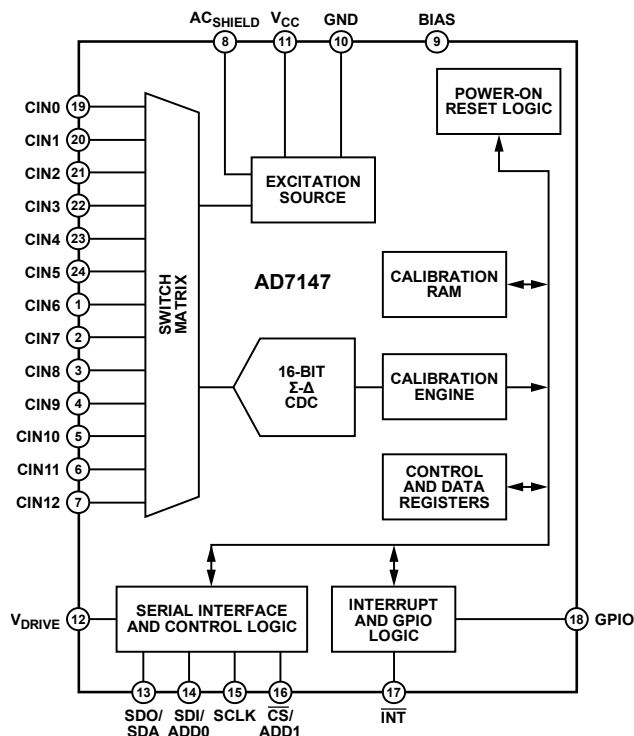 ACSHIELD
VCC
GND
BIAS
8
11
10
9
POWER-ON
RESET LOGIC
CIN0 19
CIN1 20
CIN2 21
CIN3 22
CIN4 23
CIN5 24
CIN6 1
CIN7 2
CIN8 3
CIN9 4
CIN10 5
CIN11 6
CIN12 7
SWITCH
MATRIX
EXCITATION
SOURCE
AD7147
CALIBRATION
RAM
16-BIT
Σ-Δ
CDC
CALIBRATION
ENGINE
CONTROL
AND DATA
REGISTERS
VDRIVE 12
SERIAL INTERFACE
AND CONTROL LOGIC
INTERRUPT
AND GPIO
LOGIC
18 GPIO
13
14
15
16
17
SDO/
SDA
SDI/
ADD0
SCLK
CS/
ADD1
INT